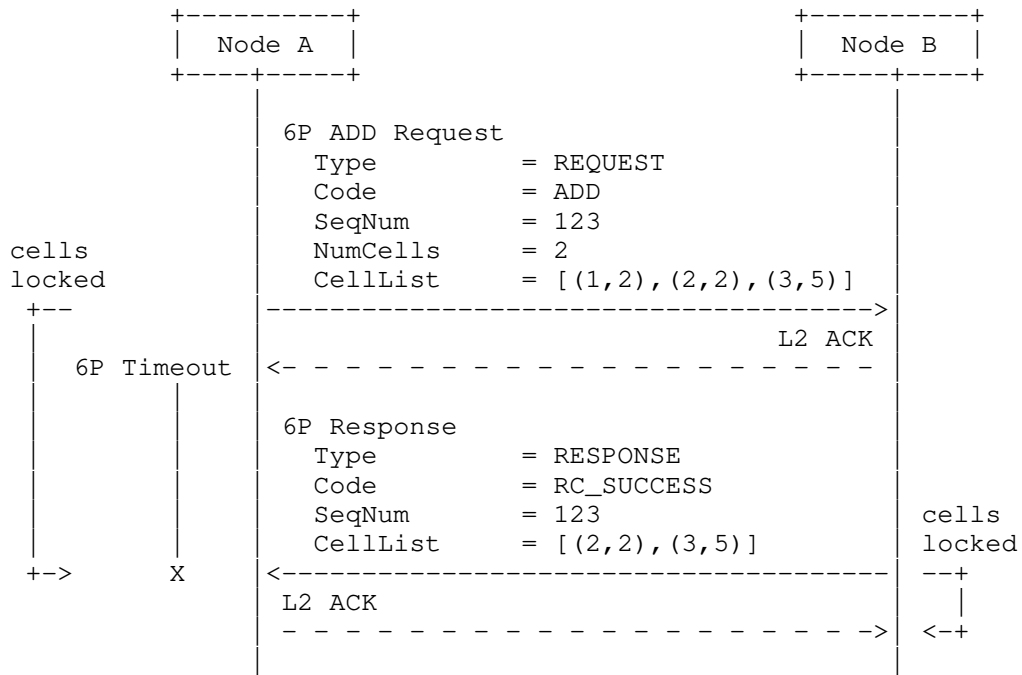 Node A Node B
6P ADD Request
Type = REQUEST
Code = ADD
SeqNum = 123
cells NumCells = 2
locked CellList = [(1,2),(2,2),(3,5)]
L2 ACK
6P Timeout
6P Response
Type = RESPONSE
Code = RC_SUCCESS
SeqNum = 123 cells
CellList = [(2,2),(3,5)] locked
X
L2 ACK